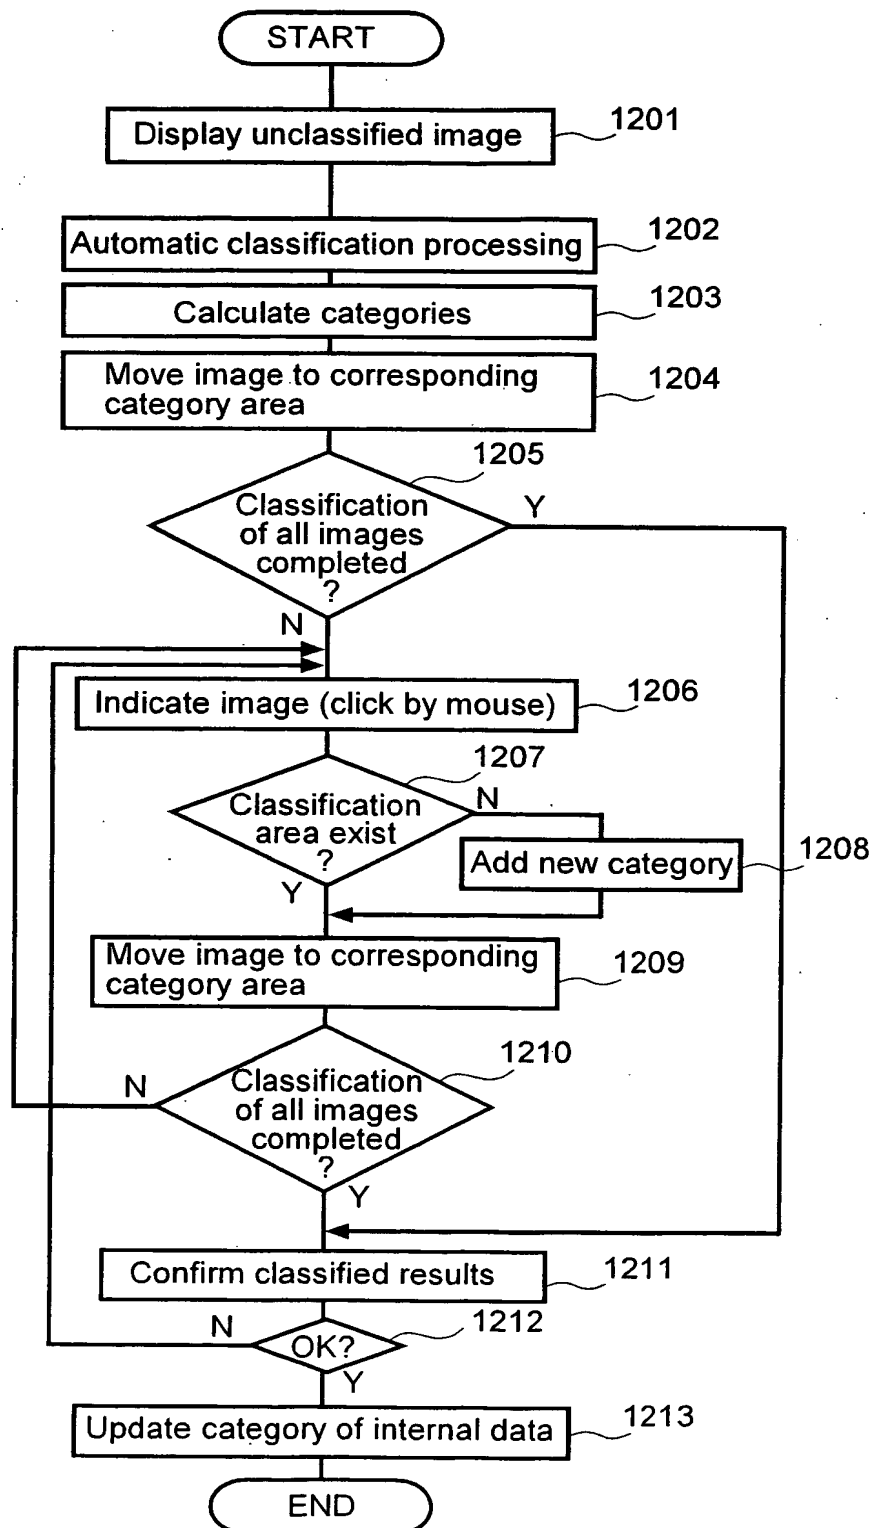 START
Display unclassified image
1201
Automatic classification processing
1202
Calculate categories
1203
Move image to corresponding
category area
1204
1205
Classification
of all images
completed
?
Y
N
Indicate image (click by mouse)
1206
1207
Classification
area exist
?
N
Y
Add new category
1208
Move image to corresponding
category area
1209
1210
Classification
of all images
completed
?
N
Y
Confirm classified results
1211
1212
OK?
N
Y
Update category of internal data
1213
END